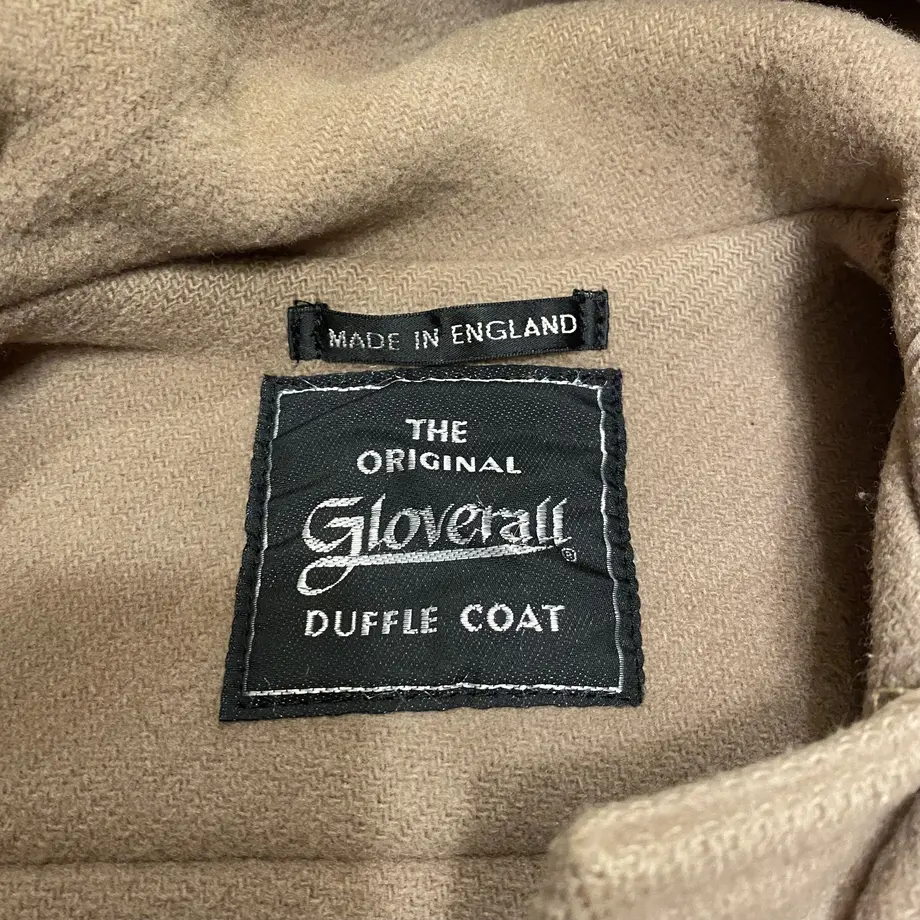 MADE IN ENGLAND
THE
ORIGINAL
Gloverall®
DUFFLE COAT